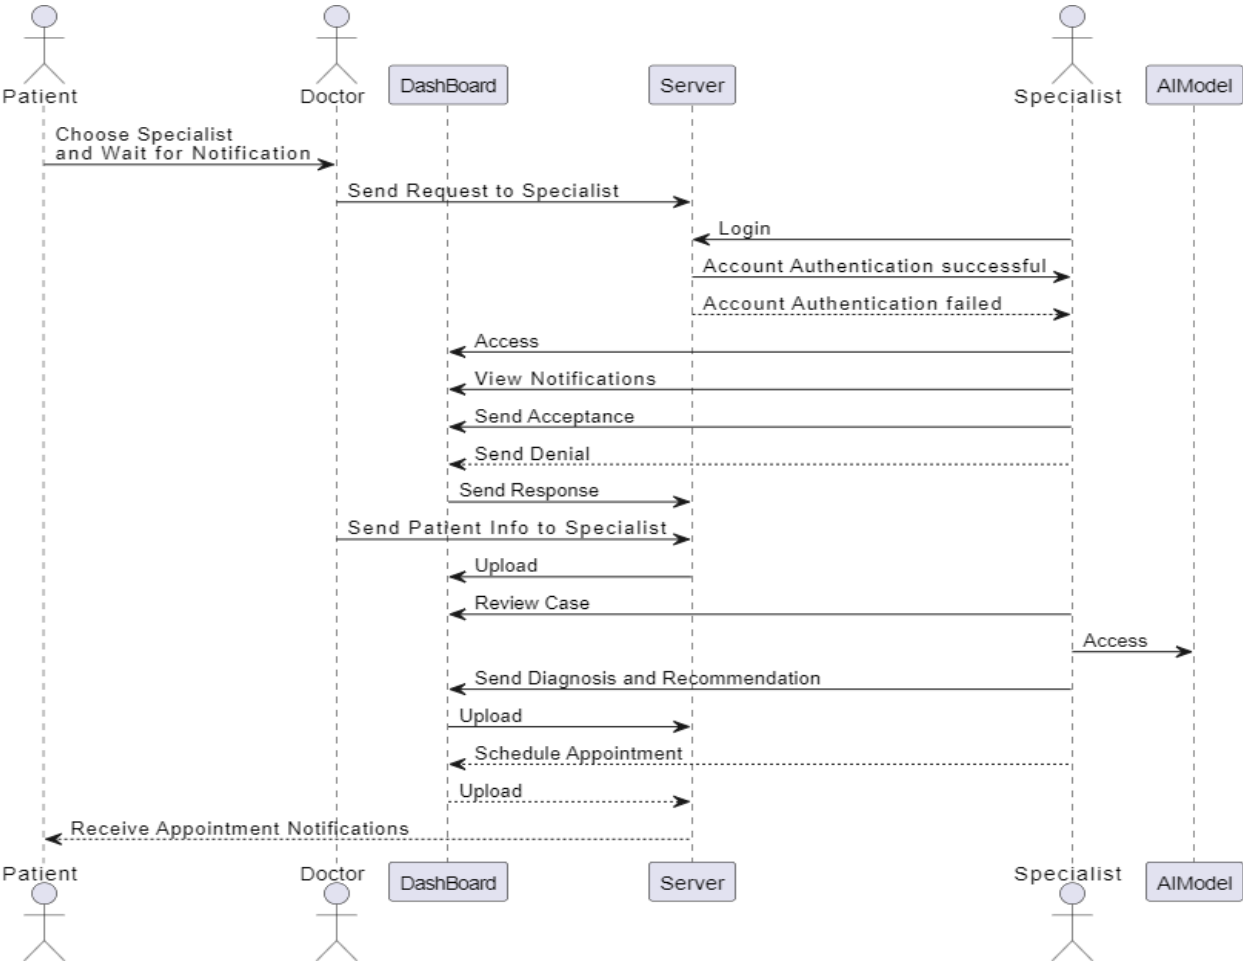 Patient
Doctor
DashBoard
Server
Specialist
AIModel
Choose Specialist
and Wait for Notification
Send Request to Specialist
Login
Account Authentication successful
Account Authentication failed
Access
View Notifications
Send Acceptance
Send Denial
Send Response
Send Patient Info to Specialist
Upload
Review Case
Access
Send Diagnosis and Recommendation
Upload
Schedule Appointment
Upload
Receive Appointment Notifications
Patient
Doctor
DashBoard
Server
Specialist
AIModel